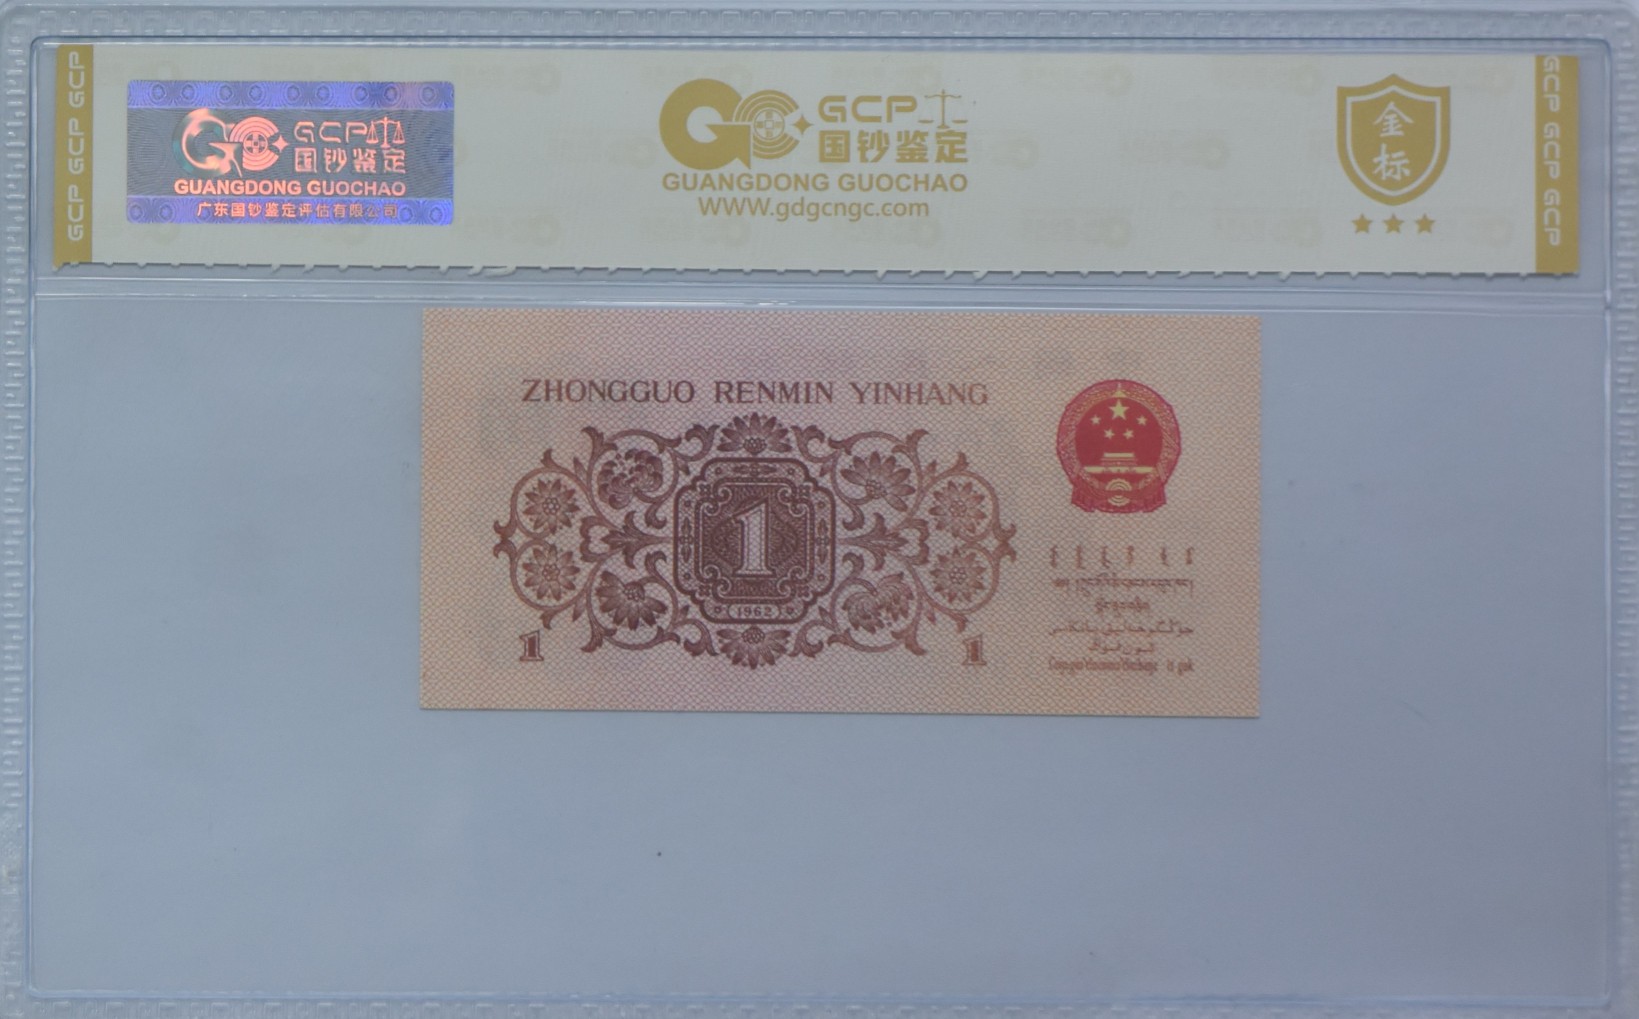 GCP GCP GCP
GCP
国钞鉴定
GUANGDONG GUOCHAO
广东国钞鉴定评估有限公司
GCP
国钞鉴定
GUANGDONG GUOCHAO
WWW.gdgcngc.com
金
标
GCP GCP GCP
ZHONGGUO RENMIN YINHANG
1
(1962)
1
1